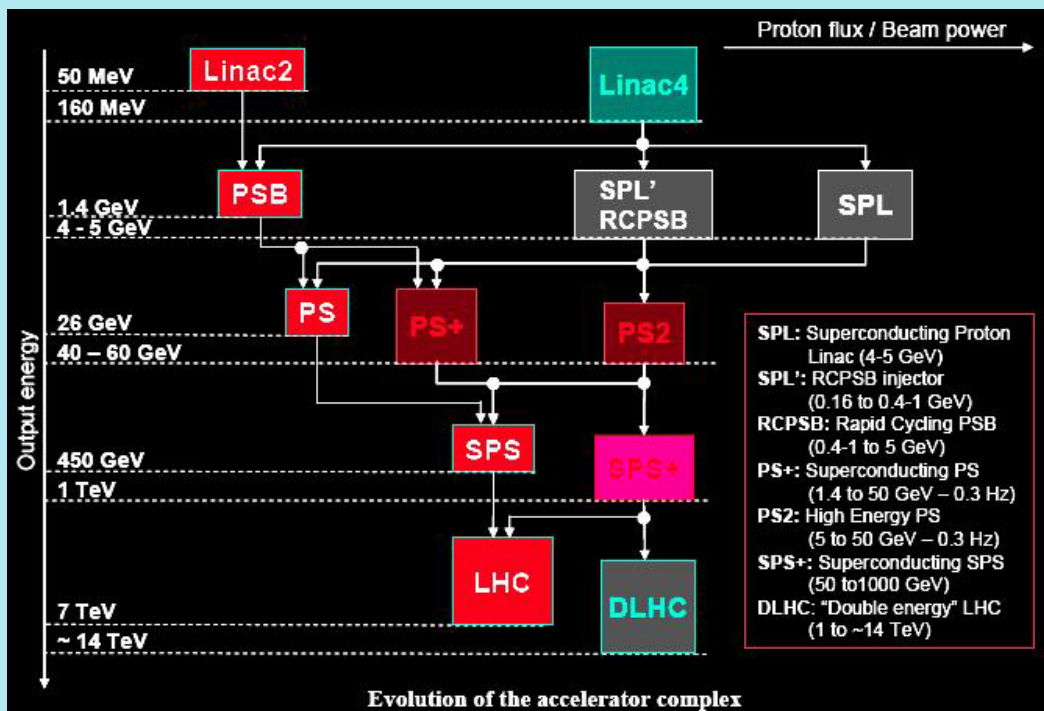 Proton flux / Beam power
Linac2
50 MeV
Linac4
160 MeV
PSB
SPL'
RCPSB
SPL
1.4 GeV
4 - 5 GeV
PS
PS+
PS2
26 GeV
40 – 60 GeV
SPS
SPS+
450 GeV
1 TeV
LHC
DLHC
7 TeV
~ 14 TeV
Output energy
SPL: Superconducting Proton
Linac (4-5 GeV)
SPL': RCPSB injector
(0.16 to 0.4-1 GeV)
RCPSB: Rapid Cycling PSB
(0.4-1 to 5 GeV)
PS+: Superconducting PS
(1.4 to 50 GeV – 0.3 Hz)
PS2: High Energy PS
(5 to 50 GeV – 0.3 Hz)
SPS+: Superconducting SPS
(50 to1000 GeV)
DLHC: “Double energy” LHC
(1 to ~14 TeV)
Evolution of the accelerator complex